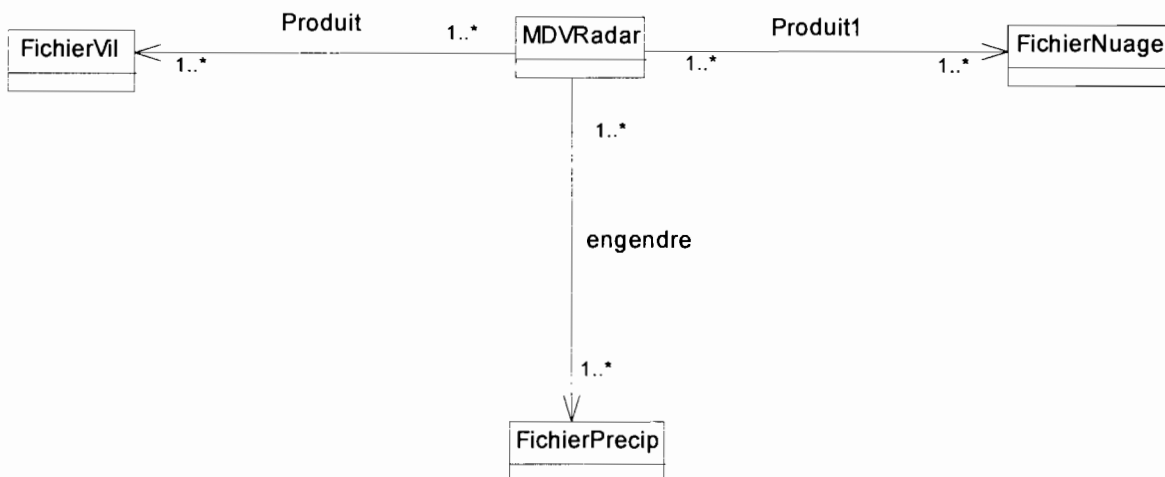 Produit
1..*
MDVRadar
Produit1
FichierVil
FichierNuage
1..*
1..*
1..*
1..*
engendre
1..*
FichierPrecip